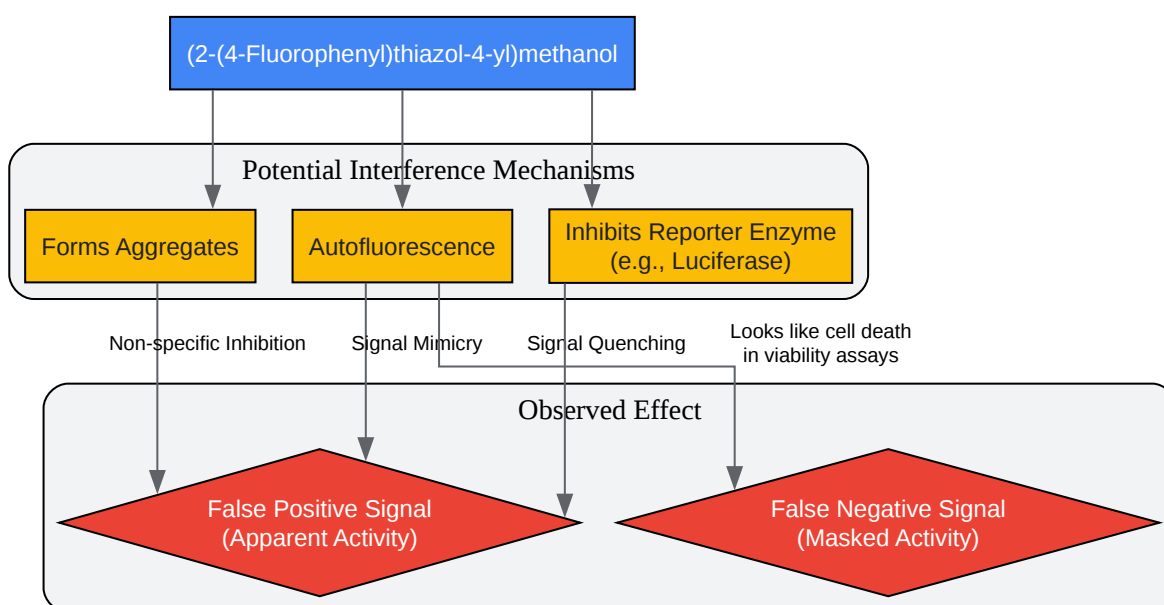 (2-(4-Fluorophenyl)thiazol-4-yl)methanol
Potential Interference Mechanisms
Forms Aggregates
Autofluorescence
Inhibits Reporter Enzyme
(e.g., Luciferase)
Non-specific Inhibition
Signal Mimicry
Signal Quenching
Looks like cell death
in viability assays
Observed Effect
False Positive Signal
(Apparent Activity)
False Negative Signal
(Masked Activity)